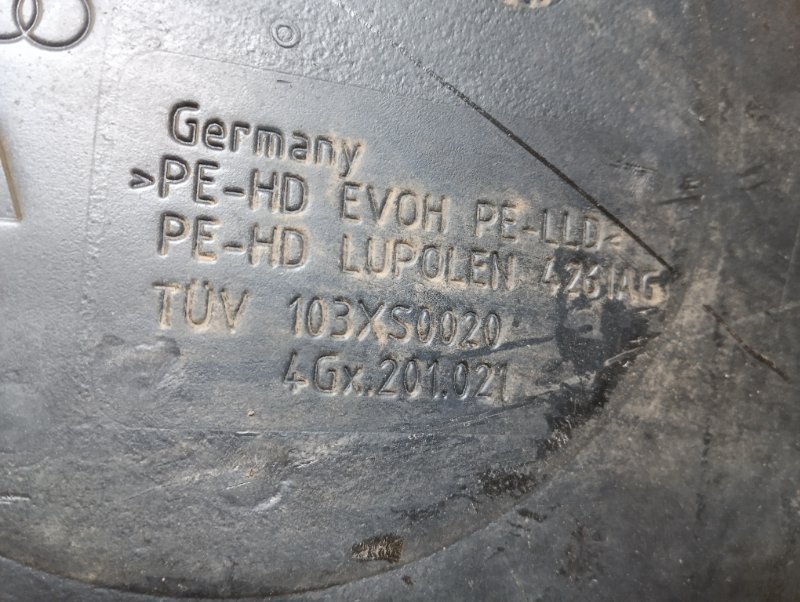 Germany
>PE-HD EVOH PE-LLD<
PE-HD LUPOLEN 4261AG
TÜV 103XS0020
4Gx.201.021